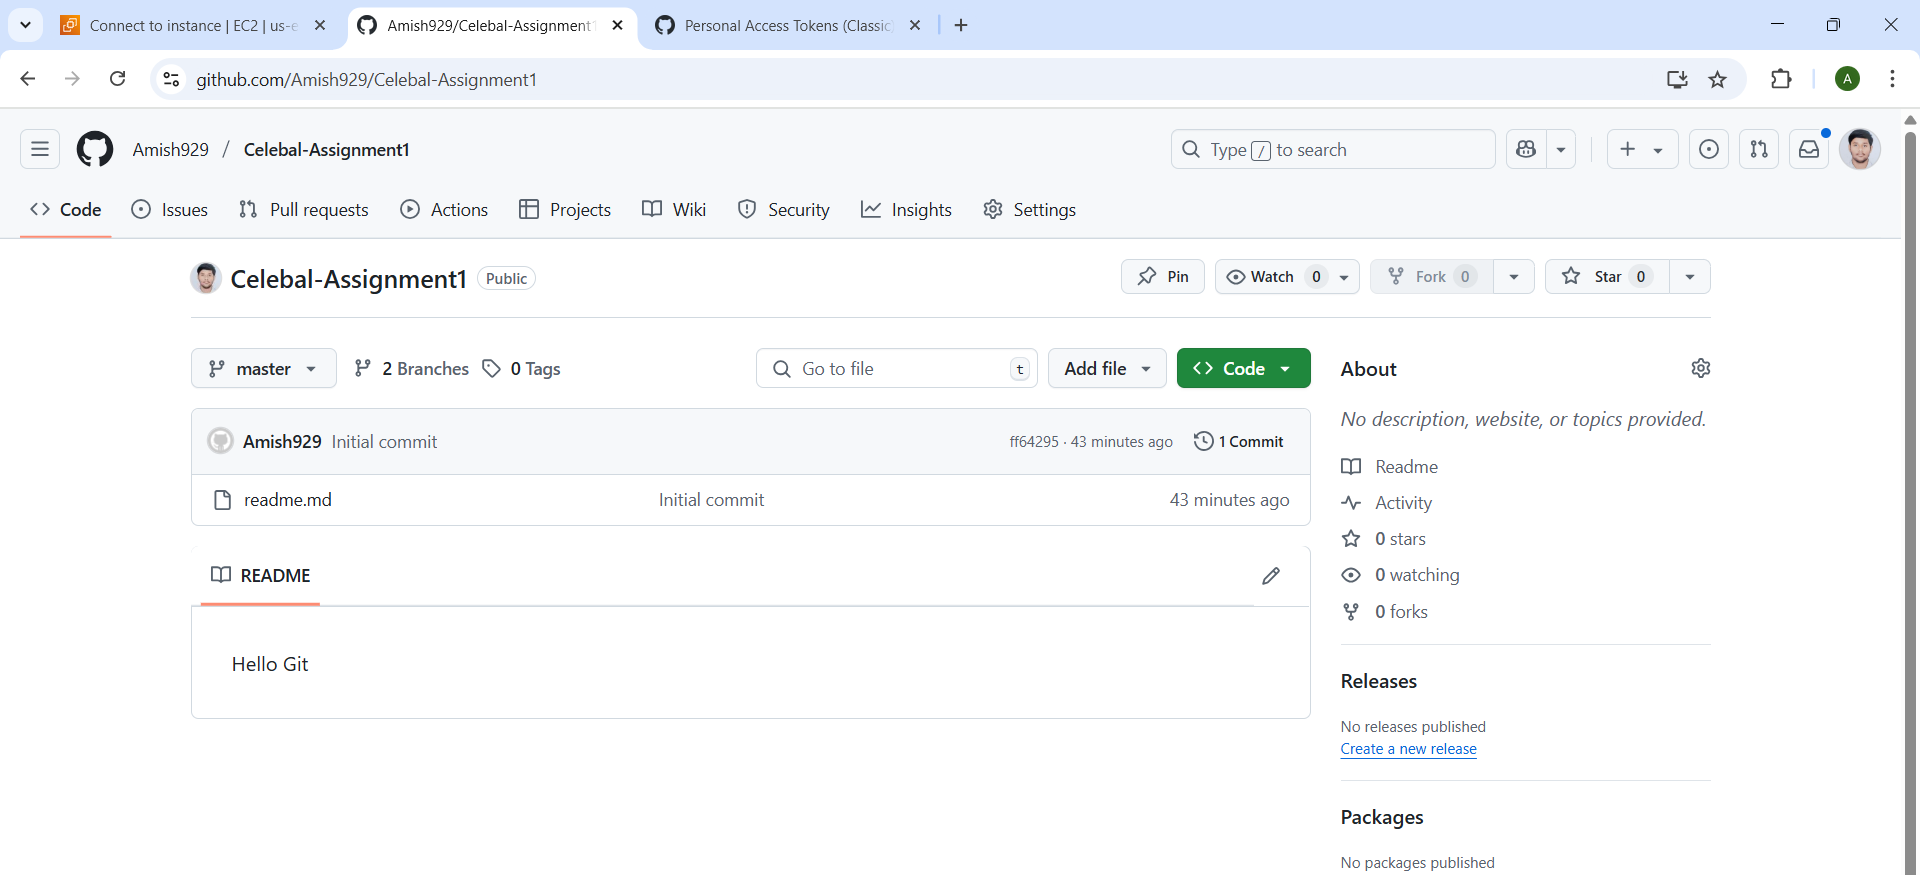 Connect to instance | EC2 | us-e
Amish929/Celebal-Assignment1
Personal Access Tokens (Classic)
github.com/Amish929/Celebal-Assignment1
A
Amish929 / Celebal-Assignment1
Type / to search
Code
Issues
Pull requests
Actions
Projects
Wiki
Security
Insights
Settings
Celebal-Assignment1 Public
Pin
Watch 0
Fork 0
Star 0
master
2 Branches
0 Tags
Go to file t
Add file
Code
Amish929 Initial commit
ff64295 · 43 minutes ago
1 Commit
readme.md
Initial commit
43 minutes ago
README
Hello Git
About
No description, website, or topics provided.
Readme
Activity
0 stars
0 watching
0 forks
Releases
No releases published
Create a new release
Packages
No packages published